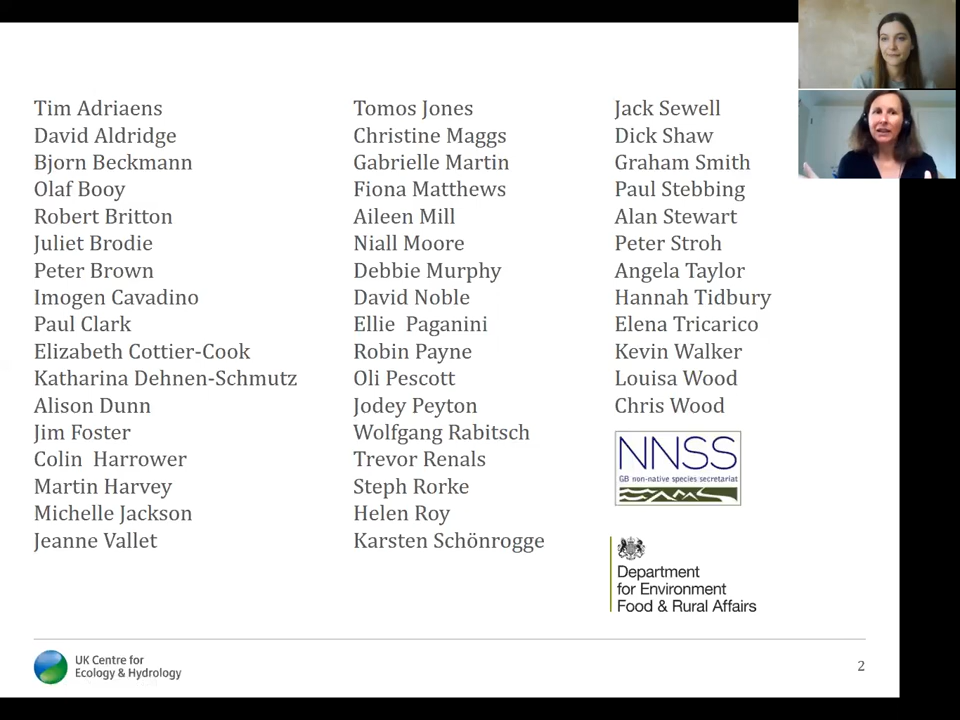 Tim Adriaens
David Aldridge
Bjorn Beckmann
Olaf Booy
Robert Britton
Juliet Brodie
Peter Brown
Imogen Cavadino
Paul Clark
Elizabeth Cottier-Cook
Katharina Dehnen-Schmutz
Alison Dunn
Jim Foster
Colin  Harrower
Martin Harvey
Michelle Jackson
Jeanne Vallet
Tomos Jones
Christine Maggs
Gabrielle Martin
Fiona Matthews
Aileen Mill
Niall Moore
Debbie Murphy
David Noble
Ellie  Paganini
Robin Payne
Oli Pescott
Jodey Peyton
Wolfgang Rabitsch
Trevor Renals
Steph Rorke
Helen Roy
Karsten Schönrogge
Jack Sewell
Dick Shaw
Graham Smith
Paul Stebbing
Alan Stewart
Peter Stroh
Angela Taylor
Hannah Tidbury
Elena Tricarico
Kevin Walker
Louisa Wood
Chris Wood
NNSS
GB non-native species secretariat
Department
for Environment
Food & Rural Affairs
UK Centre for
Ecology & Hydrology
2